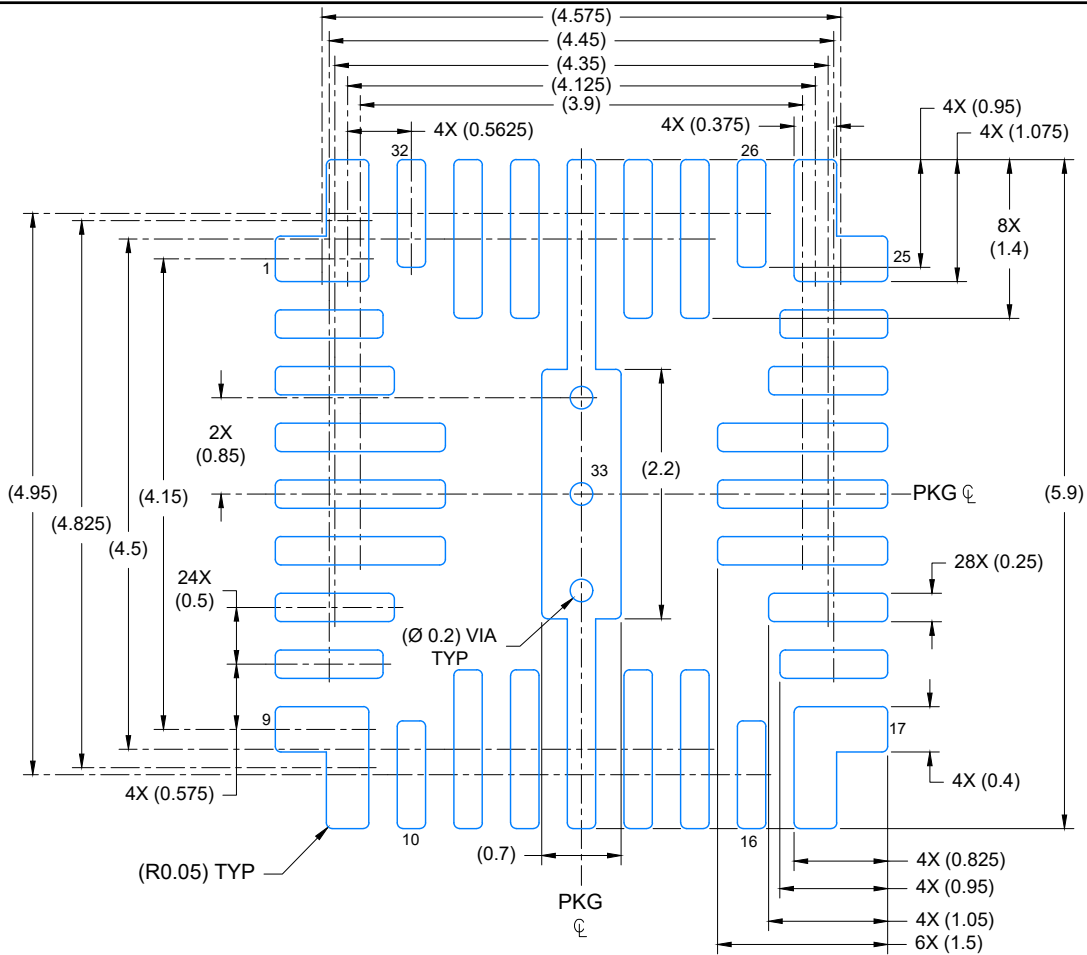 (4.575)
(4.45)
(4.35)
(4.125)
(3.9)
4X (0.95)
4X (0.5625)
4X (0.375)
4X (1.075)
32
26
8X
(1.4)
1
25
2X
(0.85)
33
(2.2)
(4.95)
(4.825)
(4.5)
(4.15)
PKG ℄
(5.9)
24X
(0.5)
28X (0.25)
(Ø 0.2) VIA
TYP
9
17
4X (0.575)
4X (0.4)
10
16
(R0.05) TYP
(0.7)
4X (0.825)
4X (0.95)
PKG
℄
4X (1.05)
6X (1.5)